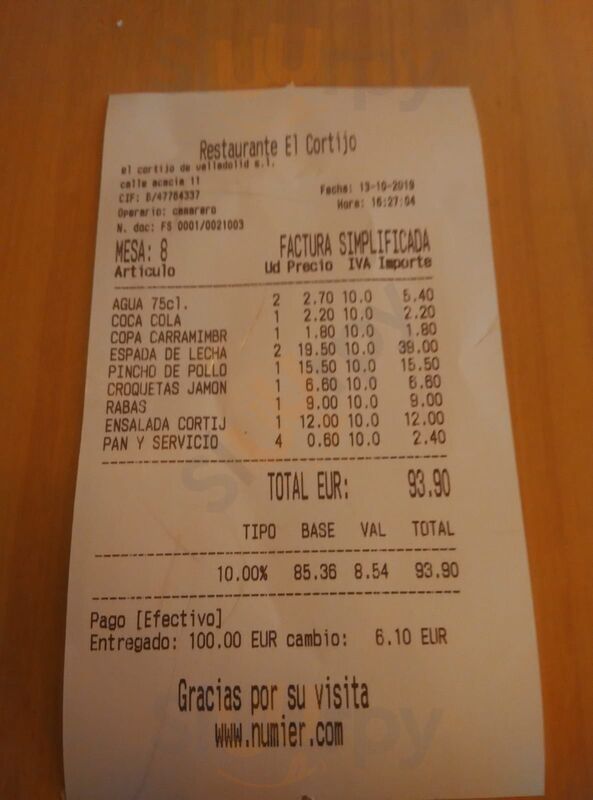 Restaurante El Cortijo
el cortijo de valladolid s.l.
calle acacia 11
CIF: B/47764337 Fecha: 13-10-2019
Operario: camarero Hora: 16:27:04
N. doc: FS 0001/0021003
MESA: 8 FACTURA SIMPLIFICADA
Artículo Ud Precio IVA Importe
AGUA 75cl. 2 2.70 10.0 5.40
COCA COLA 1 2.20 10.0 2.20
COPA CARRAMIMBR 1 1.80 10.0 1.80
ESPADA DE LECHA 2 19.50 10.0 39.00
PINCHO DE POLLO 1 15.50 10.0 15.50
CROQUETAS JAMON 1 6.60 10.0 6.60
RABAS 1 9.00 10.0 9.00
ENSALADA CORTIJ 1 12.00 10.0 12.00
PAN Y SERVICIO 4 0.60 10.0 2.40
TOTAL EUR: 93.90
TIPO BASE VAL TOTAL
10.00% 85.36 8.54 93.90
Pago [Efectivo]
Entregado: 100.00 EUR cambio: 6.10 EUR
Gracias por su visita
www.numier.com